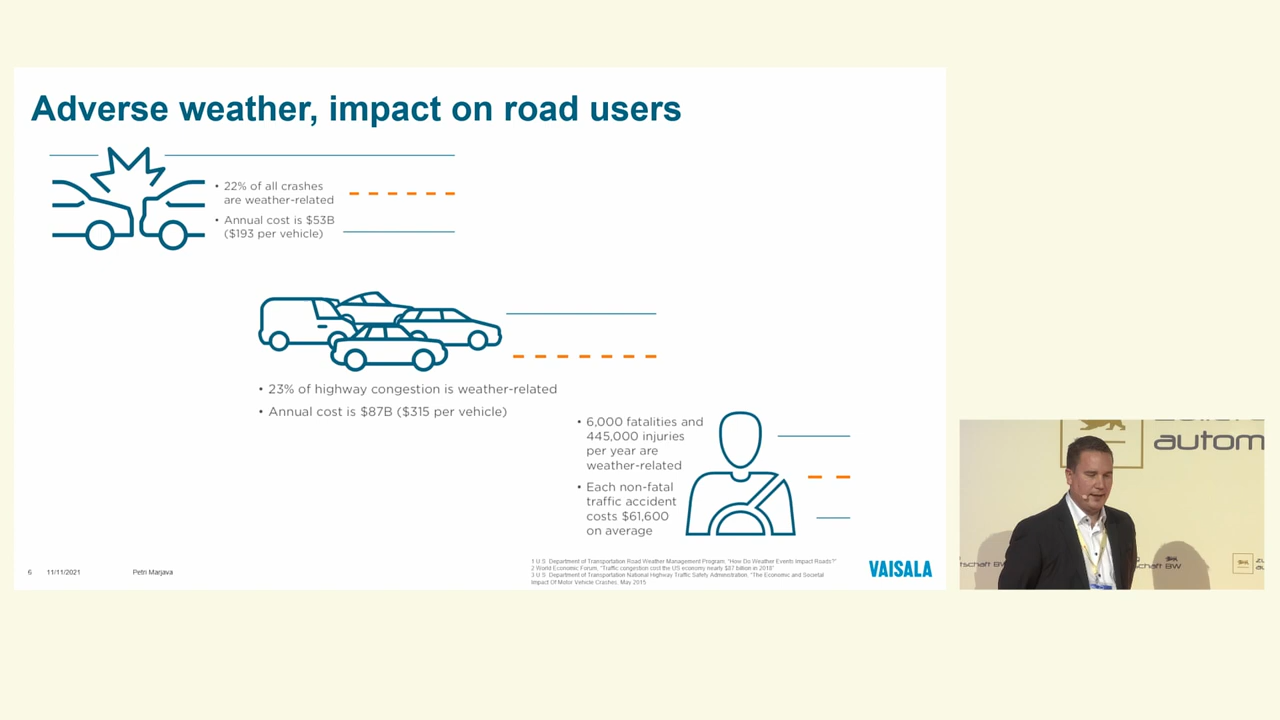 Adverse weather, impact on road users
• 22% of all crashes
are weather-related
• Annual cost is $53B
($193 per vehicle)
• 23% of highway congestion is weather-related
• Annual cost is $87B ($315 per vehicle)
• 6,000 fatalities and
445,000 injuries
per year are
weather-related
• Each non-fatal
traffic accident
costs $61,600
on average
1 U.S. Department of Transportation Road Weather Management Program, "How Do Weather Events Impact Roads?"
2 World Economic Forum, "Traffic congestion cost the US economy nearly $87 billion in 2018"
3 U.S. Department of Transportation National Highway Traffic Safety Administration. "The Economic and Societal
Impact Of Motor Vehicle Crashes, May 2015
6 11/11/2021 Petri Marjava
VAISALA
autom
tschaft BW
schaft BW